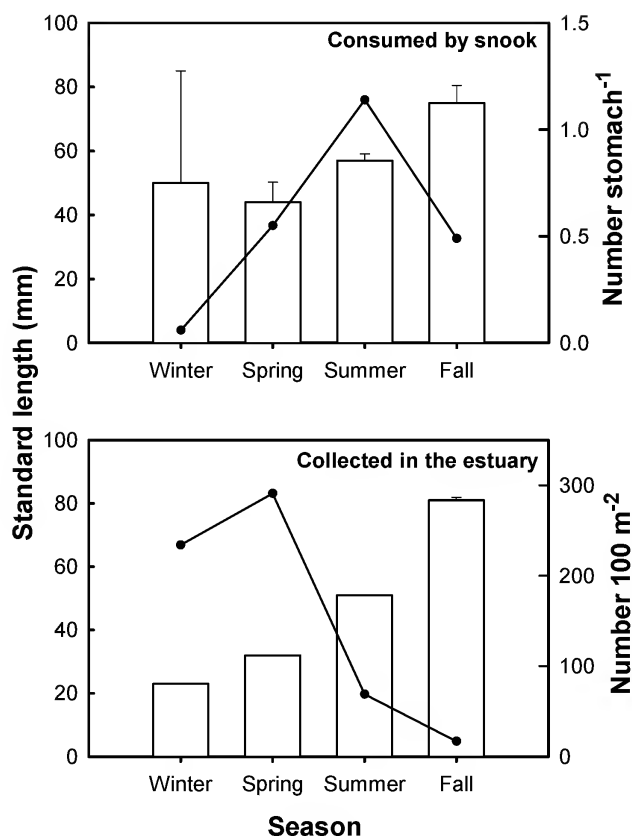 Consumed by snook
100
80
60
40
20
0
1.5
1.0
0.5
0.0
Number stomach-1
Winter Spring Summer Fall
Standard length (mm)
Collected in the estuary
100
80
60
40
20
0
300
200
100
0
Number 100 m-2
Winter Spring Summer Fall
Season